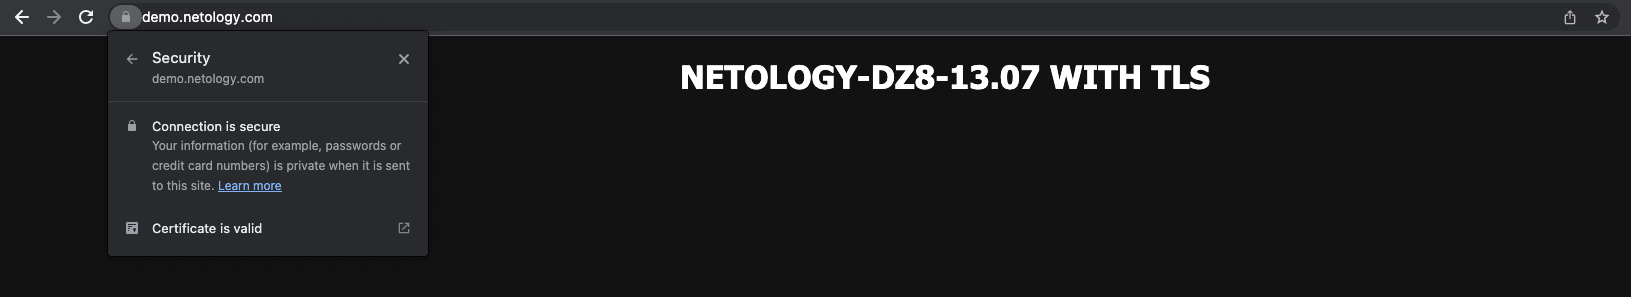 demo.netology.com
Security
demo.netology.com
NETOLOGY-DZ8-13.07 WITH TLS
Connection is secure
Your information (for example, passwords or
credit card numbers) is private when it is sent
to this site. Learn more
Certificate is valid